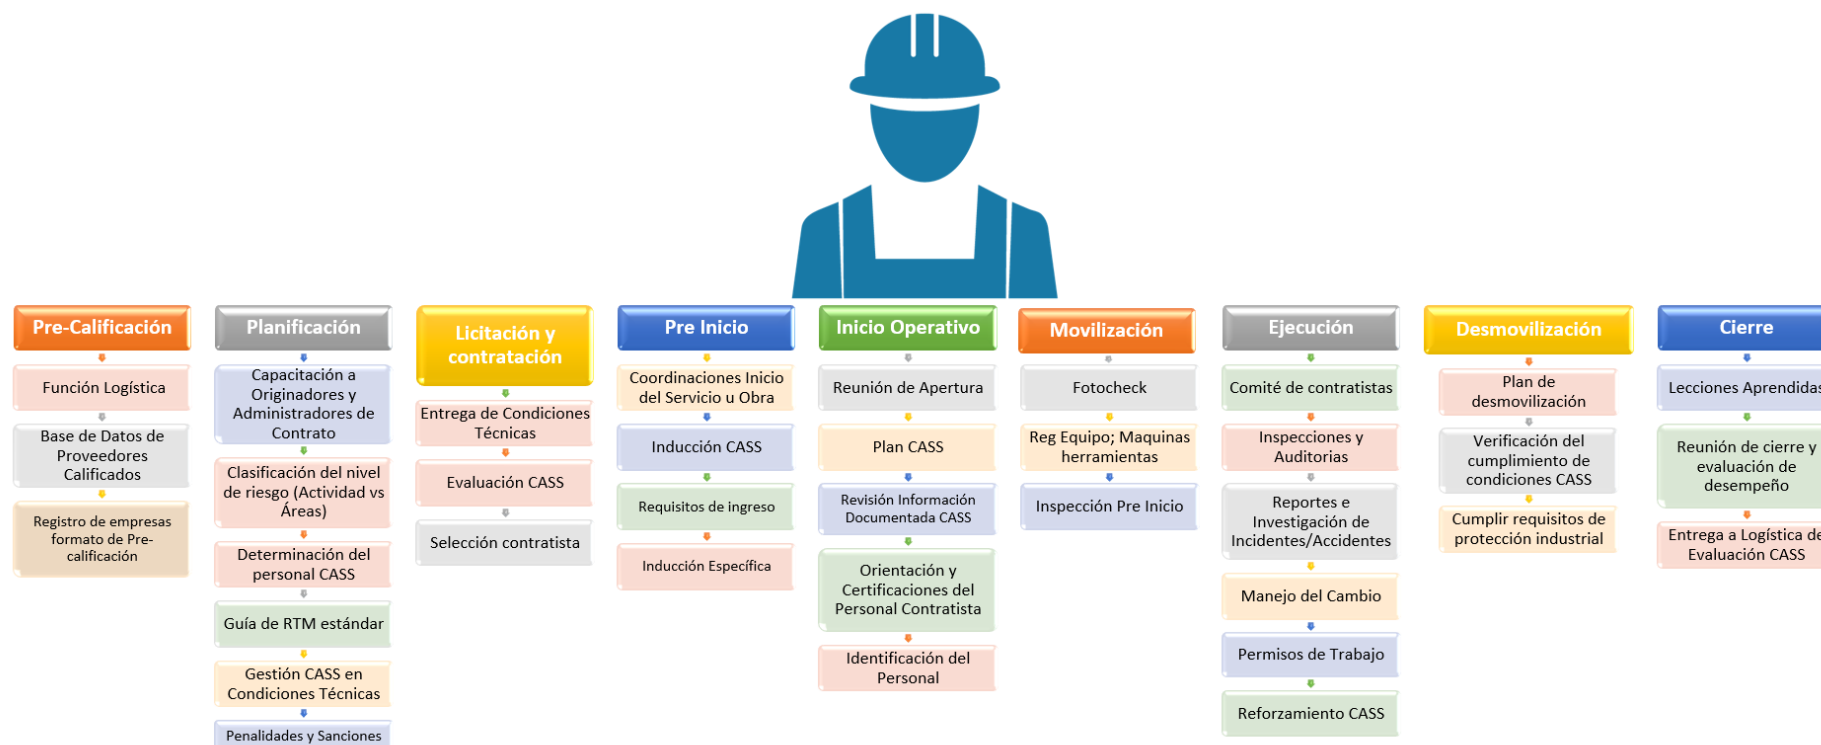 Pre-Calificación
Función Logística
Base de Datos de
Proveedores
Calificados
Registro de empresas
formato de Pre-
calificación
Planificación
Capacitación a
Originadores y
Administradores de
Contrato
Clasificación del nivel
de riesgo (Actividad vs
Áreas)
Determinación del
personal CASS
Guía de RTM estándar
Gestión CASS en
Condiciones Técnicas
Penalidades y Sanciones
Licitación y
contratación
Entrega de Condiciones
Técnicas
Evaluación CASS
Selección contratista
Pre Inicio
Coordinaciones Inicio
del Servicio u Obra
Inducción CASS
Requisitos de ingreso
Inducción Específica
Inicio Operativo
Reunión de Apertura
Plan CASS
Revisión Información
Documentada CASS
Orientación y
Certificaciones del
Personal Contratista
Identificación del
Personal
Movilización
Fotocheck
Reg Equipo; Maquinas
herramientas
Inspección Pre Inicio
Ejecución
Comité de contratistas
Inspecciones y
Auditorias
Reportes e
Investigación de
Incidentes/Accidentes
Manejo del Cambio
Permisos de Trabajo
Reforzamiento CASS
Desmovilización
Plan de
desmovilización
Verificación del
cumplimiento de
condiciones CASS
Cumplir requisitos de
protección industrial
Cierre
Lecciones Aprendidas
Reunión de cierre y
evaluación de
desempeño
Entrega a Logística de
Evaluación CASS